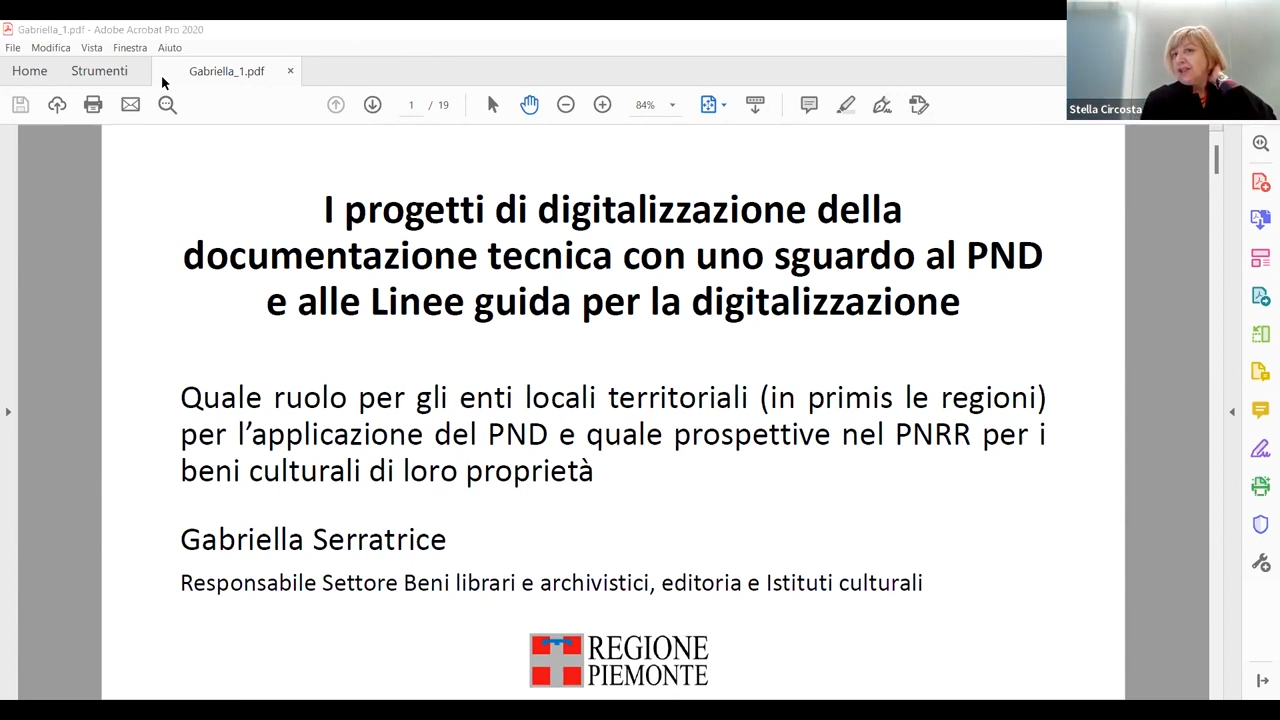 Gabriella_1.pdf - Adobe Acrobat Pro 2020
File Modifica Vista Finestra Aiuto
Home Strumenti Gabriella_1.pdf ×
1 / 19 84%
Stella Circosta
I progetti di digitalizzazione della
documentazione tecnica con uno sguardo al PND
e alle Linee guida per la digitalizzazione
Quale ruolo per gli enti locali territoriali (in primis le regioni)
per l’applicazione del PND e quale prospettive nel PNRR per i
beni culturali di loro proprietà
Gabriella Serratrice
Responsabile Settore Beni librari e archivistici, editoria e Istituti culturali
REGIONE
PIEMONTE